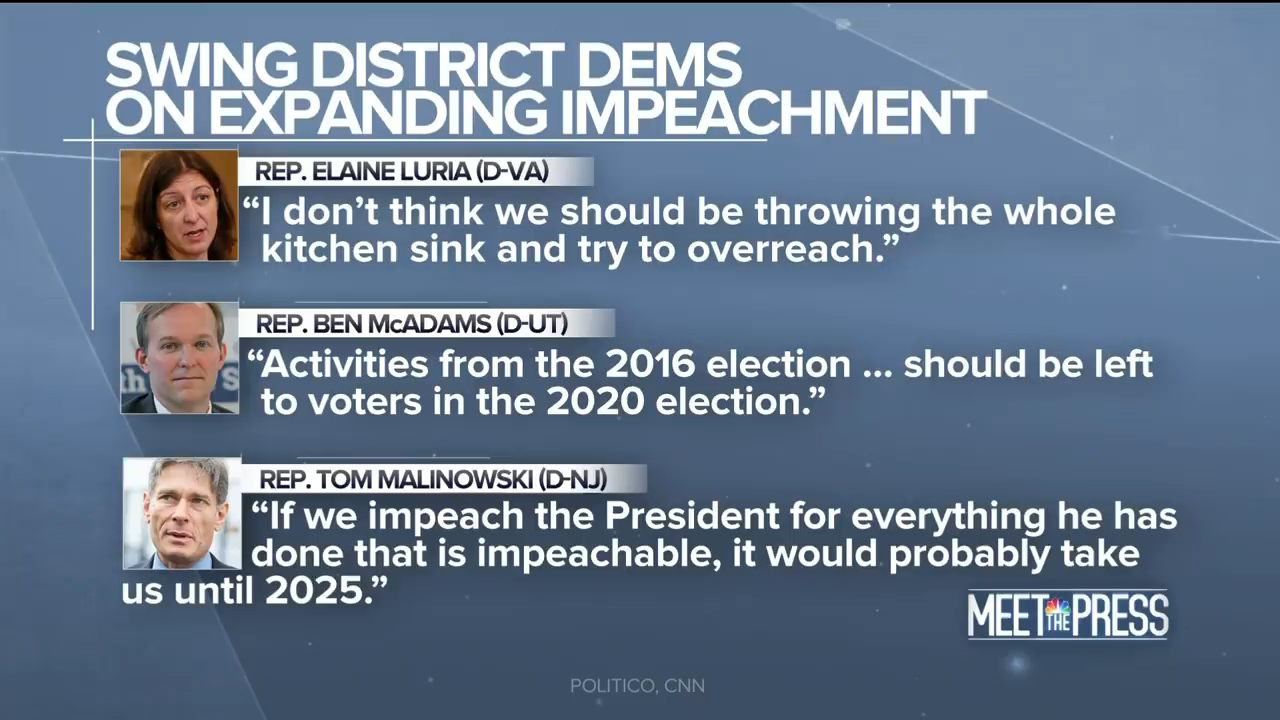 SWING DISTRICT DEMS
ON EXPANDING IMPEACHMENT
REP. ELAINE LURIA (D-VA)
“I don’t think we should be throwing the whole
kitchen sink and try to overreach.”
REP. BEN McADAMS (D-UT)
“Activities from the 2016 election ... should be left
to voters in the 2020 election.”
REP. TOM MALINOWSKI (D-NJ)
“If we impeach the President for everything he has
done that is impeachable, it would probably take
us until 2025.”
MEET THE PRESS
POLITICO, CNN